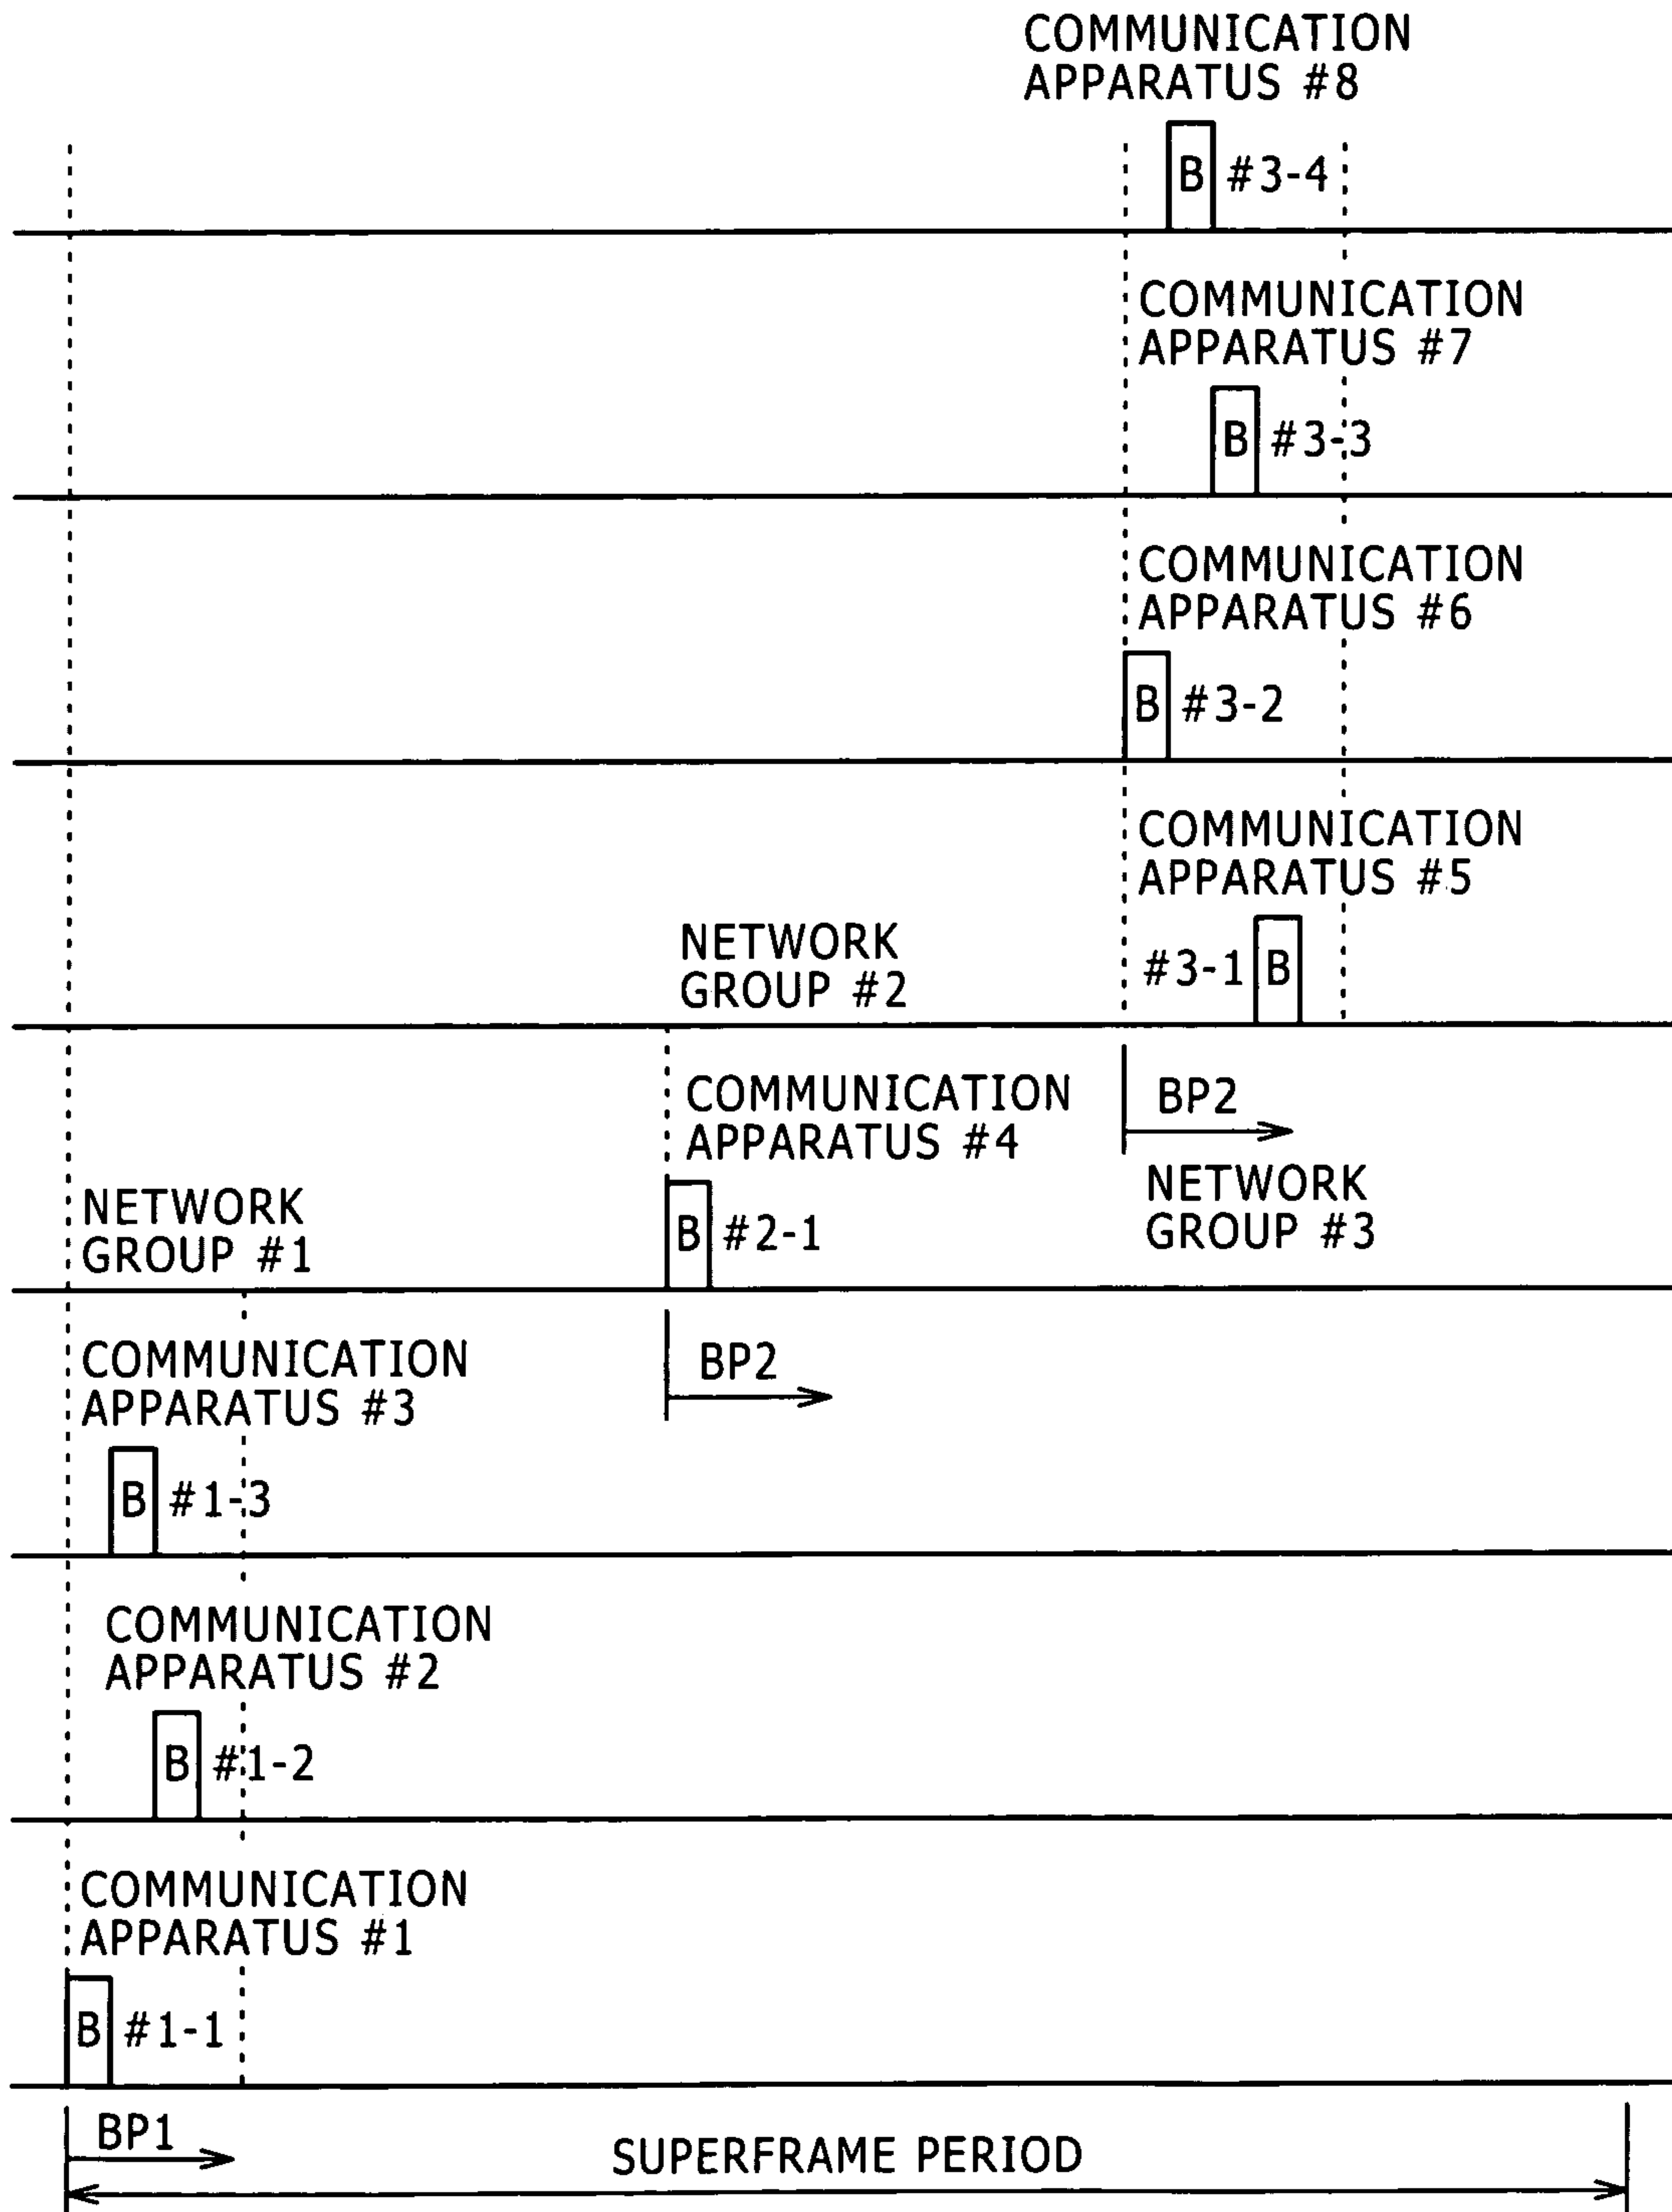 COMMUNICATION
APPARATUS #8
B #3-4
COMMUNICATION
APPARATUS #7
B #3-3
COMMUNICATION
APPARATUS #6
B #3-2
COMMUNICATION
APPARATUS #5
#3-1 B
NETWORK
GROUP #2
COMMUNICATION
APPARATUS #4
B #2-1
BP2
NETWORK
GROUP #3
NETWORK
GROUP #1
BP2
COMMUNICATION
APPARATUS #3
B #1-3
COMMUNICATION
APPARATUS #2
B #1-2
COMMUNICATION
APPARATUS #1
B #1-1
BP1
SUPERFRAME PERIOD